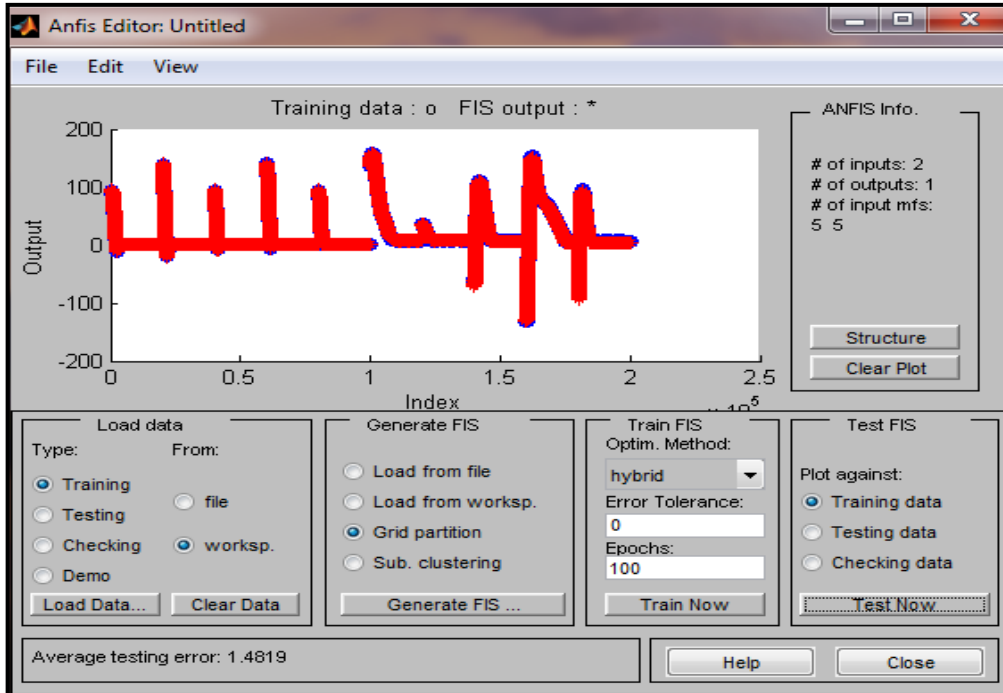 Anfis Editor: Untitled
File Edit View
Training data : o FIS output : *
200
100
0
-100
-200
Output
0 0.5 1 1.5 2 2.5
Index
ANFIS Info.
# of inputs: 2
# of outputs: 1
# of input mfs:
5 5
Structure
Clear Plot
Load data
Type: From:
Training
Testing
Checking
Demo
file
worksp.
Load Data... Clear Data
Generate FIS
Load from file
Load from worksp.
Grid partition
Sub. clustering
Generate FIS ...
Train FIS
Optim. Method:
hybrid
Error Tolerance:
0
Epochs:
100
Train Now
Test FIS
Plot against:
Training data
Testing data
Checking data
Test Now
Average testing error: 1.4819
Help Close